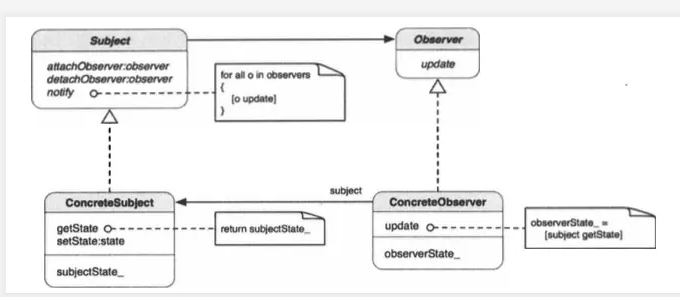 Subject
attachObserver:observer
detachObserver:observer
notify
for all o in observers
{
[o update]
}
Observer
update
subject
ConcreteSubject
getState
setState:state
subjectState_
return subjectState_
ConcreteObserver
update
observerState_
observerState_ =
[subject getState]